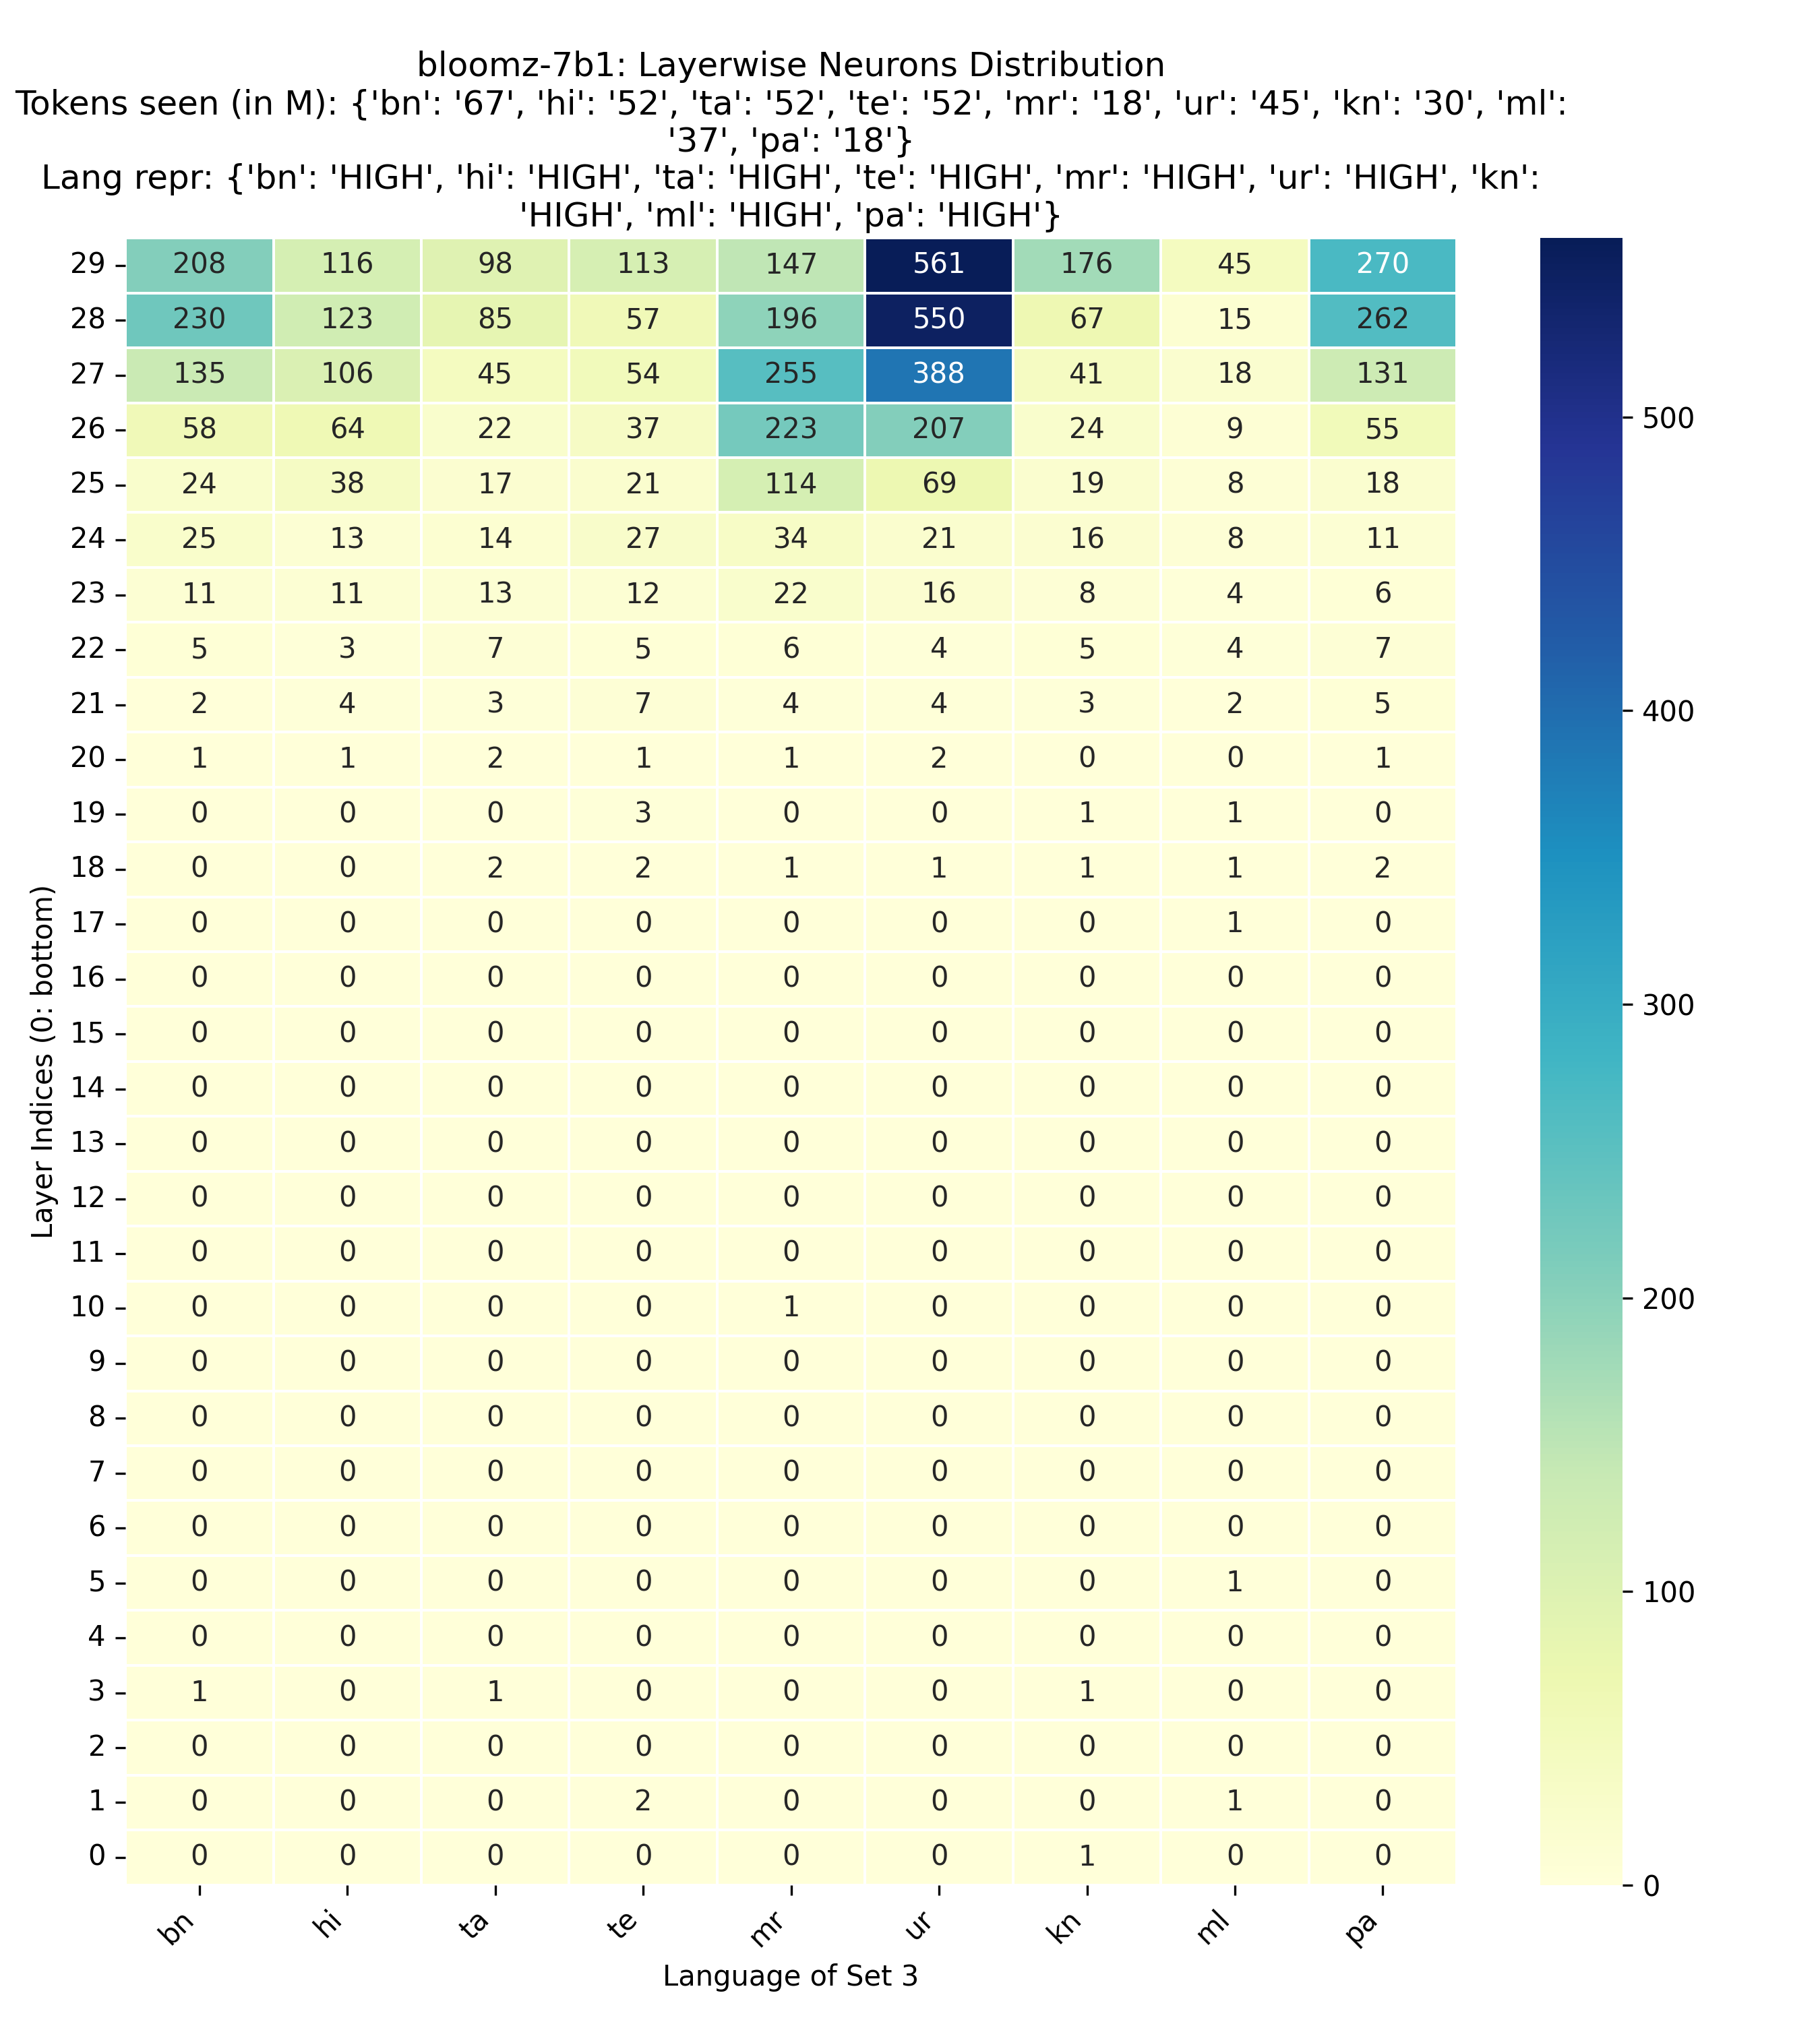 bloomz-7b1: Layerwise Neurons Distribution
Tokens seen (in M): {'bn': '67', 'hi': '52', 'ta': '52', 'te': '52', 'mr': '18', 'ur': '45', 'kn': '30', 'ml':
'37', 'pa': '18'}
Lang repr: {'bn': 'HIGH', 'hi': 'HIGH', 'ta': 'HIGH', 'te': 'HIGH', 'mr': 'HIGH', 'ur': 'HIGH', 'kn':
'HIGH', 'ml': 'HIGH', 'pa': 'HIGH'}
29 208 116 98 113 147 561 176 45 270
28 230 123 85 57 196 550 67 15 262
27 135 106 45 54 255 388 41 18 131
26 58 64 22 37 223 207 24 9 55
25 24 38 17 21 114 69 19 8 18
24 25 13 14 27 34 21 16 8 11
23 11 11 13 12 22 16 8 4 6
22 5 3 7 5 6 4 5 4 7
21 2 4 3 7 4 4 3 2 5
20 1 1 2 1 1 2 0 0 1
19 0 0 0 3 0 0 1 1 0
18 0 0 2 2 1 1 1 1 2
17 0 0 0 0 0 0 0 1 0
16 0 0 0 0 0 0 0 0 0
15 0 0 0 0 0 0 0 0 0
14 0 0 0 0 0 0 0 0 0
13 0 0 0 0 0 0 0 0 0
12 0 0 0 0 0 0 0 0 0
11 0 0 0 0 0 0 0 0 0
10 0 0 0 0 1 0 0 0 0
9 0 0 0 0 0 0 0 0 0
8 0 0 0 0 0 0 0 0 0
7 0 0 0 0 0 0 0 0 0
6 0 0 0 0 0 0 0 0 0
5 0 0 0 0 0 0 0 1 0
4 0 0 0 0 0 0 0 0 0
3 1 0 1 0 0 0 1 0 0
2 0 0 0 0 0 0 0 0 0
1 0 0 0 2 0 0 0 1 0
0 0 0 0 0 0 0 1 0 0
bn hi ta te mr ur kn ml pa
Language of Set 3
Layer Indices (0: bottom)
500
400
300
200
100
0